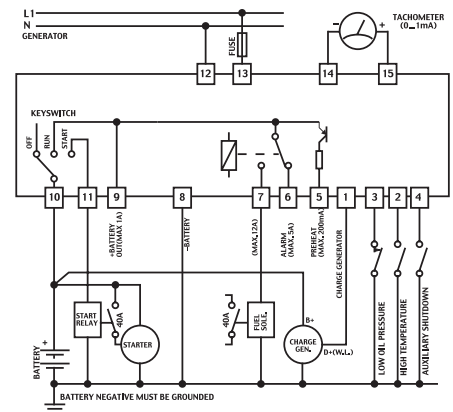 L1
N
GENERATOR
FUSE
TACHOMETER
(0_1mA)
- +
12 13 14 15
KEYSWITCH
OFF
RUN
START
10 11 9 8 7 6 5 1 3 2 4
+BATTERY
OUT(MAX 1A)
-BATTERY
(MAX.12A)
ALARM
(MAX.5A)
PREHEAT
(MAX.200mA)
CHARGE GENERATOR
LOW OIL PRESSURE
HIGH TEMPERATURE
AUXILIARY SHUTDOWN
START
RELAY
40A
STARTER
40A
FUEL
SOLE.
B+
CHARGE
GEN.
D+(W.L.)
+
BATTERY
BATTERY NEGATIVE MUST BE GROUNDED